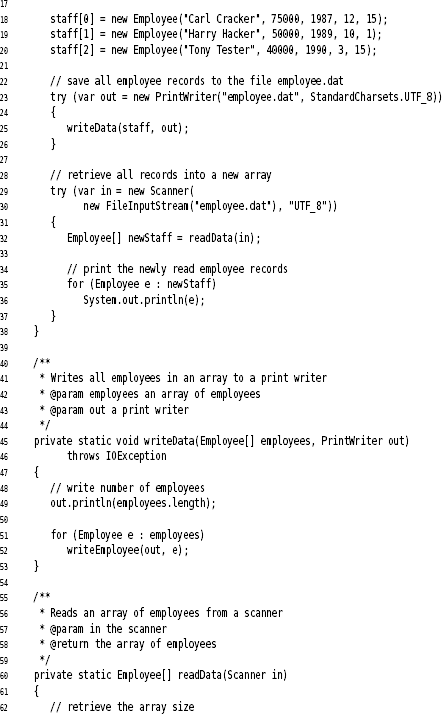 17
18 staff[0] = new Employee("Carl Cracker", 75000, 1987, 12, 15);
19 staff[1] = new Employee("Harry Hacker", 50000, 1989, 10, 1);
20 staff[2] = new Employee("Tony Tester", 40000, 1990, 3, 15);
21
22 // save all employee records to the file employee.dat
23 try (var out = new PrintWriter("employee.dat", StandardCharsets.UTF_8))
24 {
25 writeData(staff, out);
26 }
27
28 // retrieve all records into a new array
29 try (var in = new Scanner(
30 new FileInputStream("employee.dat"), "UTF_8"))
31 {
32 Employee[] newStaff = readData(in);
33
34 // print the newly read employee records
35 for (Employee e : newStaff)
36 System.out.println(e);
37 }
38 }
39
40 /**
41 * Writes all employees in an array to a print writer
42 * @param employees an array of employees
43 * @param out a print writer
44 */
45 private static void writeData(Employee[] employees, PrintWriter out)
46 throws IOException
47 {
48 // write number of employees
49 out.println(employees.length);
50
51 for (Employee e : employees)
52 writeEmployee(out, e);
53 }
54
55 /**
56 * Reads an array of employees from a scanner
57 * @param in the scanner
58 * @return the array of employees
59 */
60 private static Employee[] readData(Scanner in)
61 {
62 // retrieve the array size